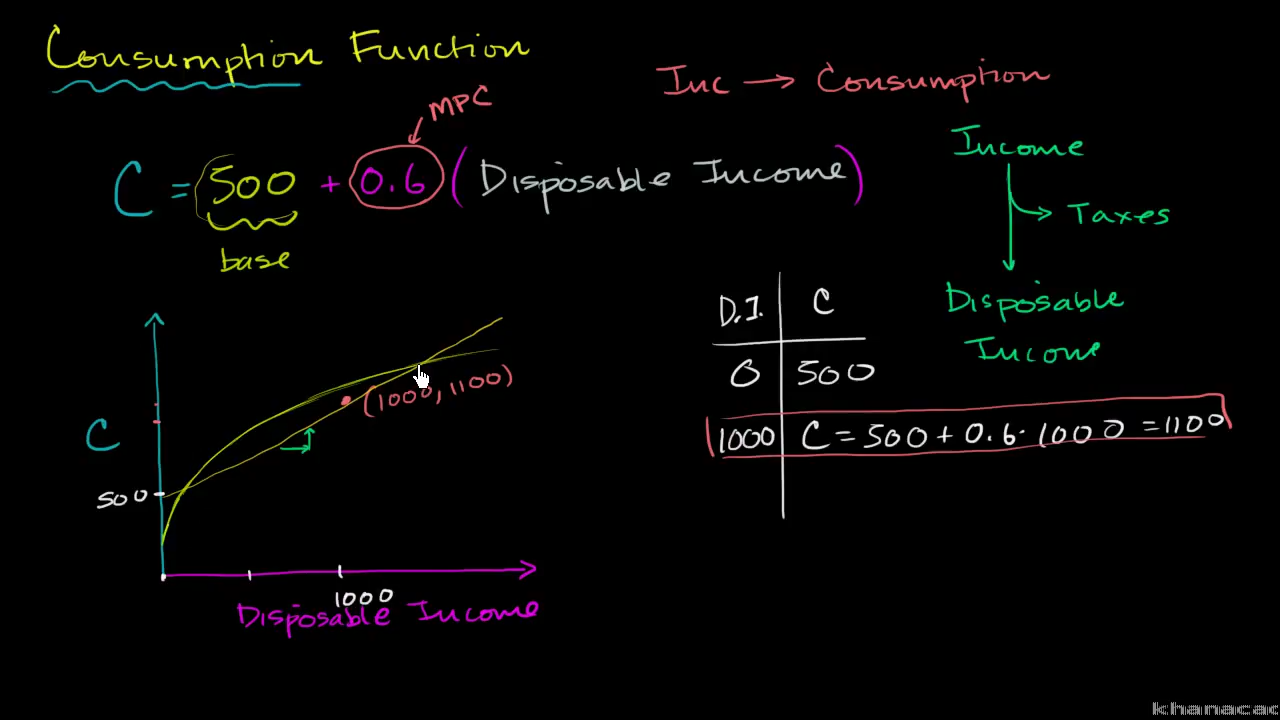 Consumption Function
Inc → Consumption
MPC
C = 500 + 0.6 (Disposable Income)
base
Income
Taxes
Disposable
Income
D.I. C
0 500
1000 C = 500 + 0.6 · 1000 = 1100
(1000, 1100)
C
500
1000
Disposable Income
khanacac